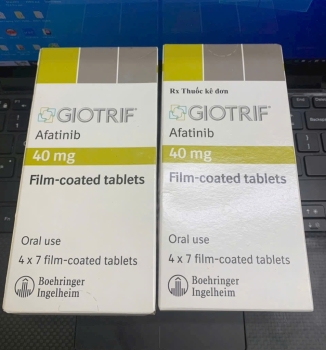 GIOTRIF®
Afatinib
40 mg
Film-coated tablets
Oral use
4 x 7 film-coated tablets
Boehringer
Ingelheim
Rx Thuốc kê đơn
GIOTRIF®
Afatinib
40 mg
Film-coated tablets
Oral use
4 x 7 film-coated tablets
Boehringer
Ingelheim